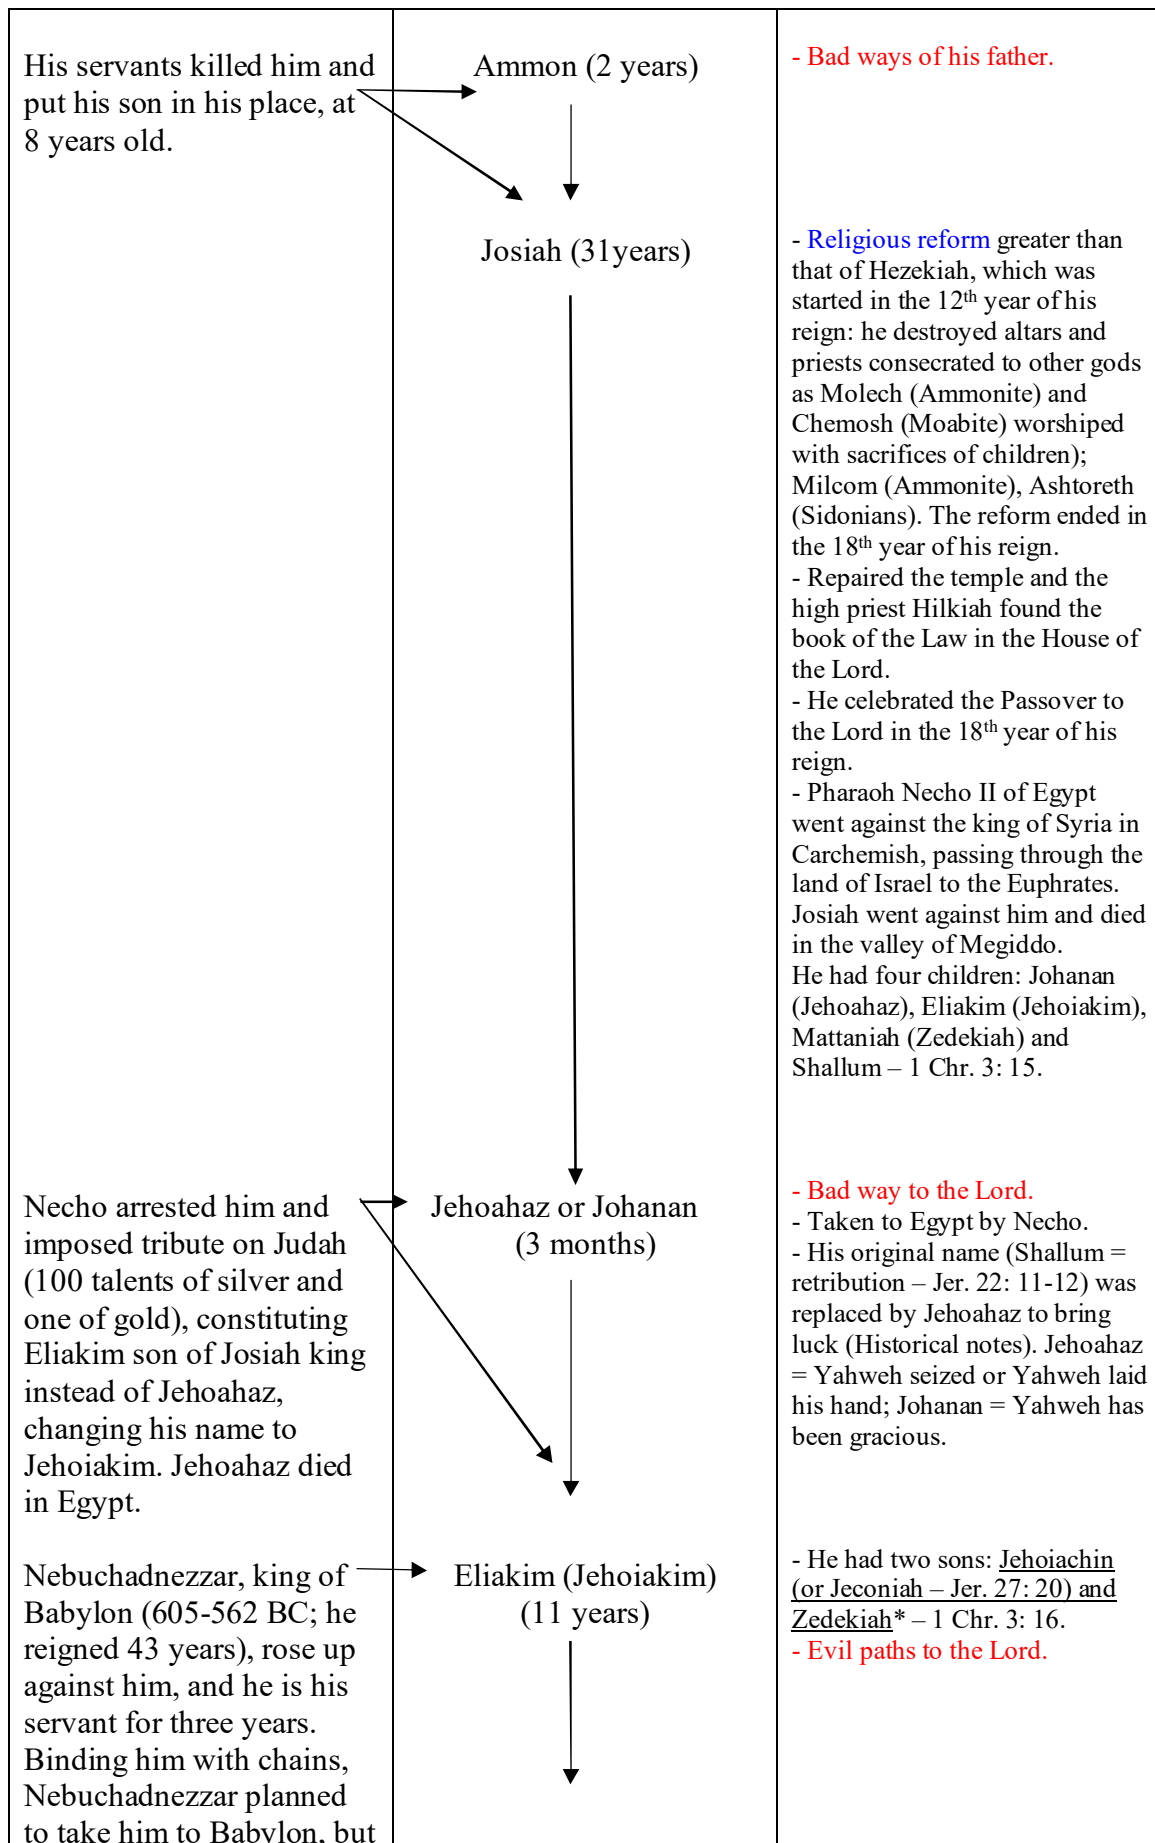 His servants killed him and
put his son in his place, at
8 years old.
Ammon (2 years)
- Bad ways of his father.
Josiah (31years)
- Religious reform greater than
that of Hezekiah, which was
started in the 12th year of his
reign: he destroyed altars and
priests consecrated to other gods
as Molech (Ammonite) and
Chemosh (Moabite) worshiped
with sacrifices of children);
Milcom (Ammonite), Ashtoreth
(Sidonians). The reform ended in
the 18th year of his reign.
- Repaired the temple and the
high priest Hilkiah found the
book of the Law in the House of
the Lord.
- He celebrated the Passover to
the Lord in the 18th year of his
reign.
- Pharaoh Necho II of Egypt
went against the king of Syria in
Carchemish, passing through the
land of Israel to the Euphrates.
Josiah went against him and died
in the valley of Megiddo.
He had four children: Johanan
(Jehoahaz), Eliakim (Jehoiakim),
Mattaniah (Zedekiah) and
Shallum – 1 Chr. 3: 15.
Necho arrested him and
imposed tribute on Judah
(100 talents of silver and
one of gold), constituting
Eliakim son of Josiah king
instead of Jehoahaz,
changing his name to
Jehoiakim. Jehoahaz died
in Egypt.
Jehoahaz or Johanan
(3 months)
- Bad way to the Lord.
- Taken to Egypt by Necho.
- His original name (Shallum =
retribution – Jer. 22: 11-12) was
replaced by Jehoahaz to bring
luck (Historical notes). Jehoahaz
= Yahweh seized or Yahweh laid
his hand; Johanan = Yahweh has
been gracious.
Nebuchadnezzar, king of
Babylon (605-562 BC; he
reigned 43 years), rose up
against him, and he is his
servant for three years.
Binding him with chains,
Nebuchadnezzar planned
to take him to Babylon, but
Eliakim (Jehoiakim)
(11 years)
- He had two sons: Jehoiachin
(or Jeconiah – Jer. 27: 20) and
Zedekiah* – 1 Chr. 3: 16.
- Evil paths to the Lord.